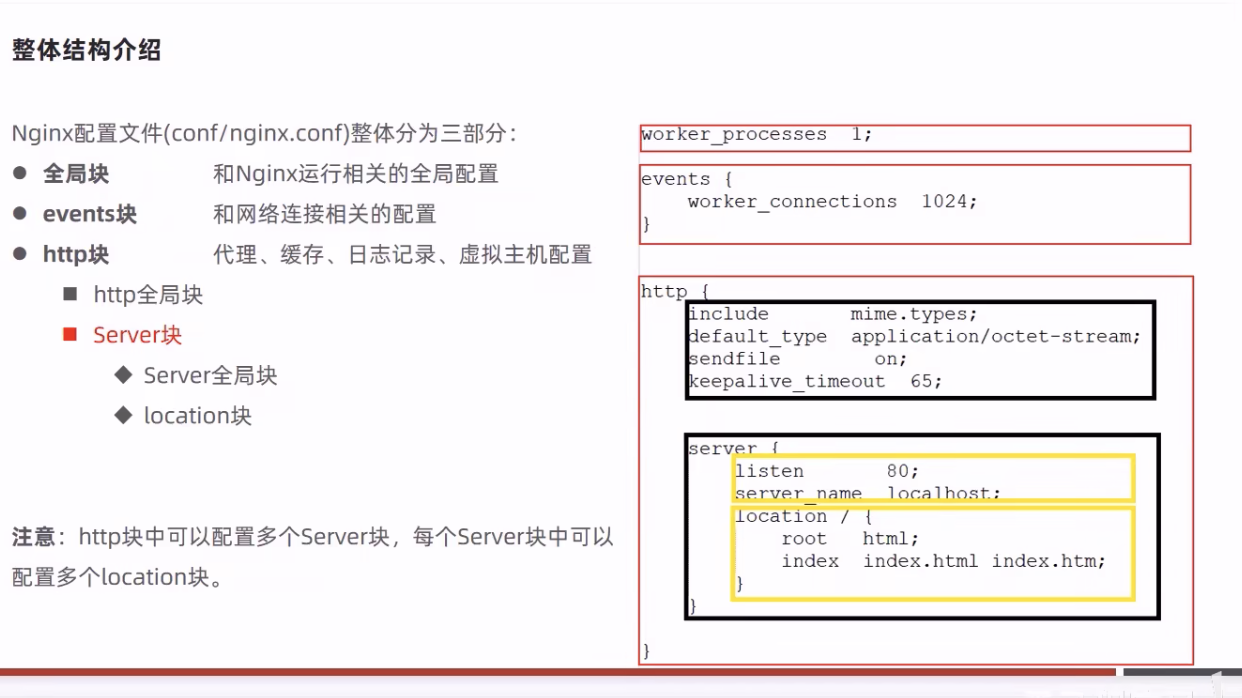 整体结构介绍
Nginx配置文件(conf/nginx.conf)整体分为三部分：
● 全局块 和Nginx运行相关的全局配置
● events块 和网络连接相关的配置
● http块 代理、缓存、日志记录、虚拟主机配置
■ http全局块
■ Server块
◆ Server全局块
◆ location块
注意：http块中可以配置多个Server块，每个Server块中可以
配置多个location块。
worker_processes  1;
events {
    worker_connections  1024;
}
http {
    include       mime.types;
    default_type  application/octet-stream;
    sendfile        on;
    keepalive_timeout  65;
    server {
        listen       80;
        server_name  localhost;
        location / {
            root   html;
            index  index.html index.htm;
        }
    }
}